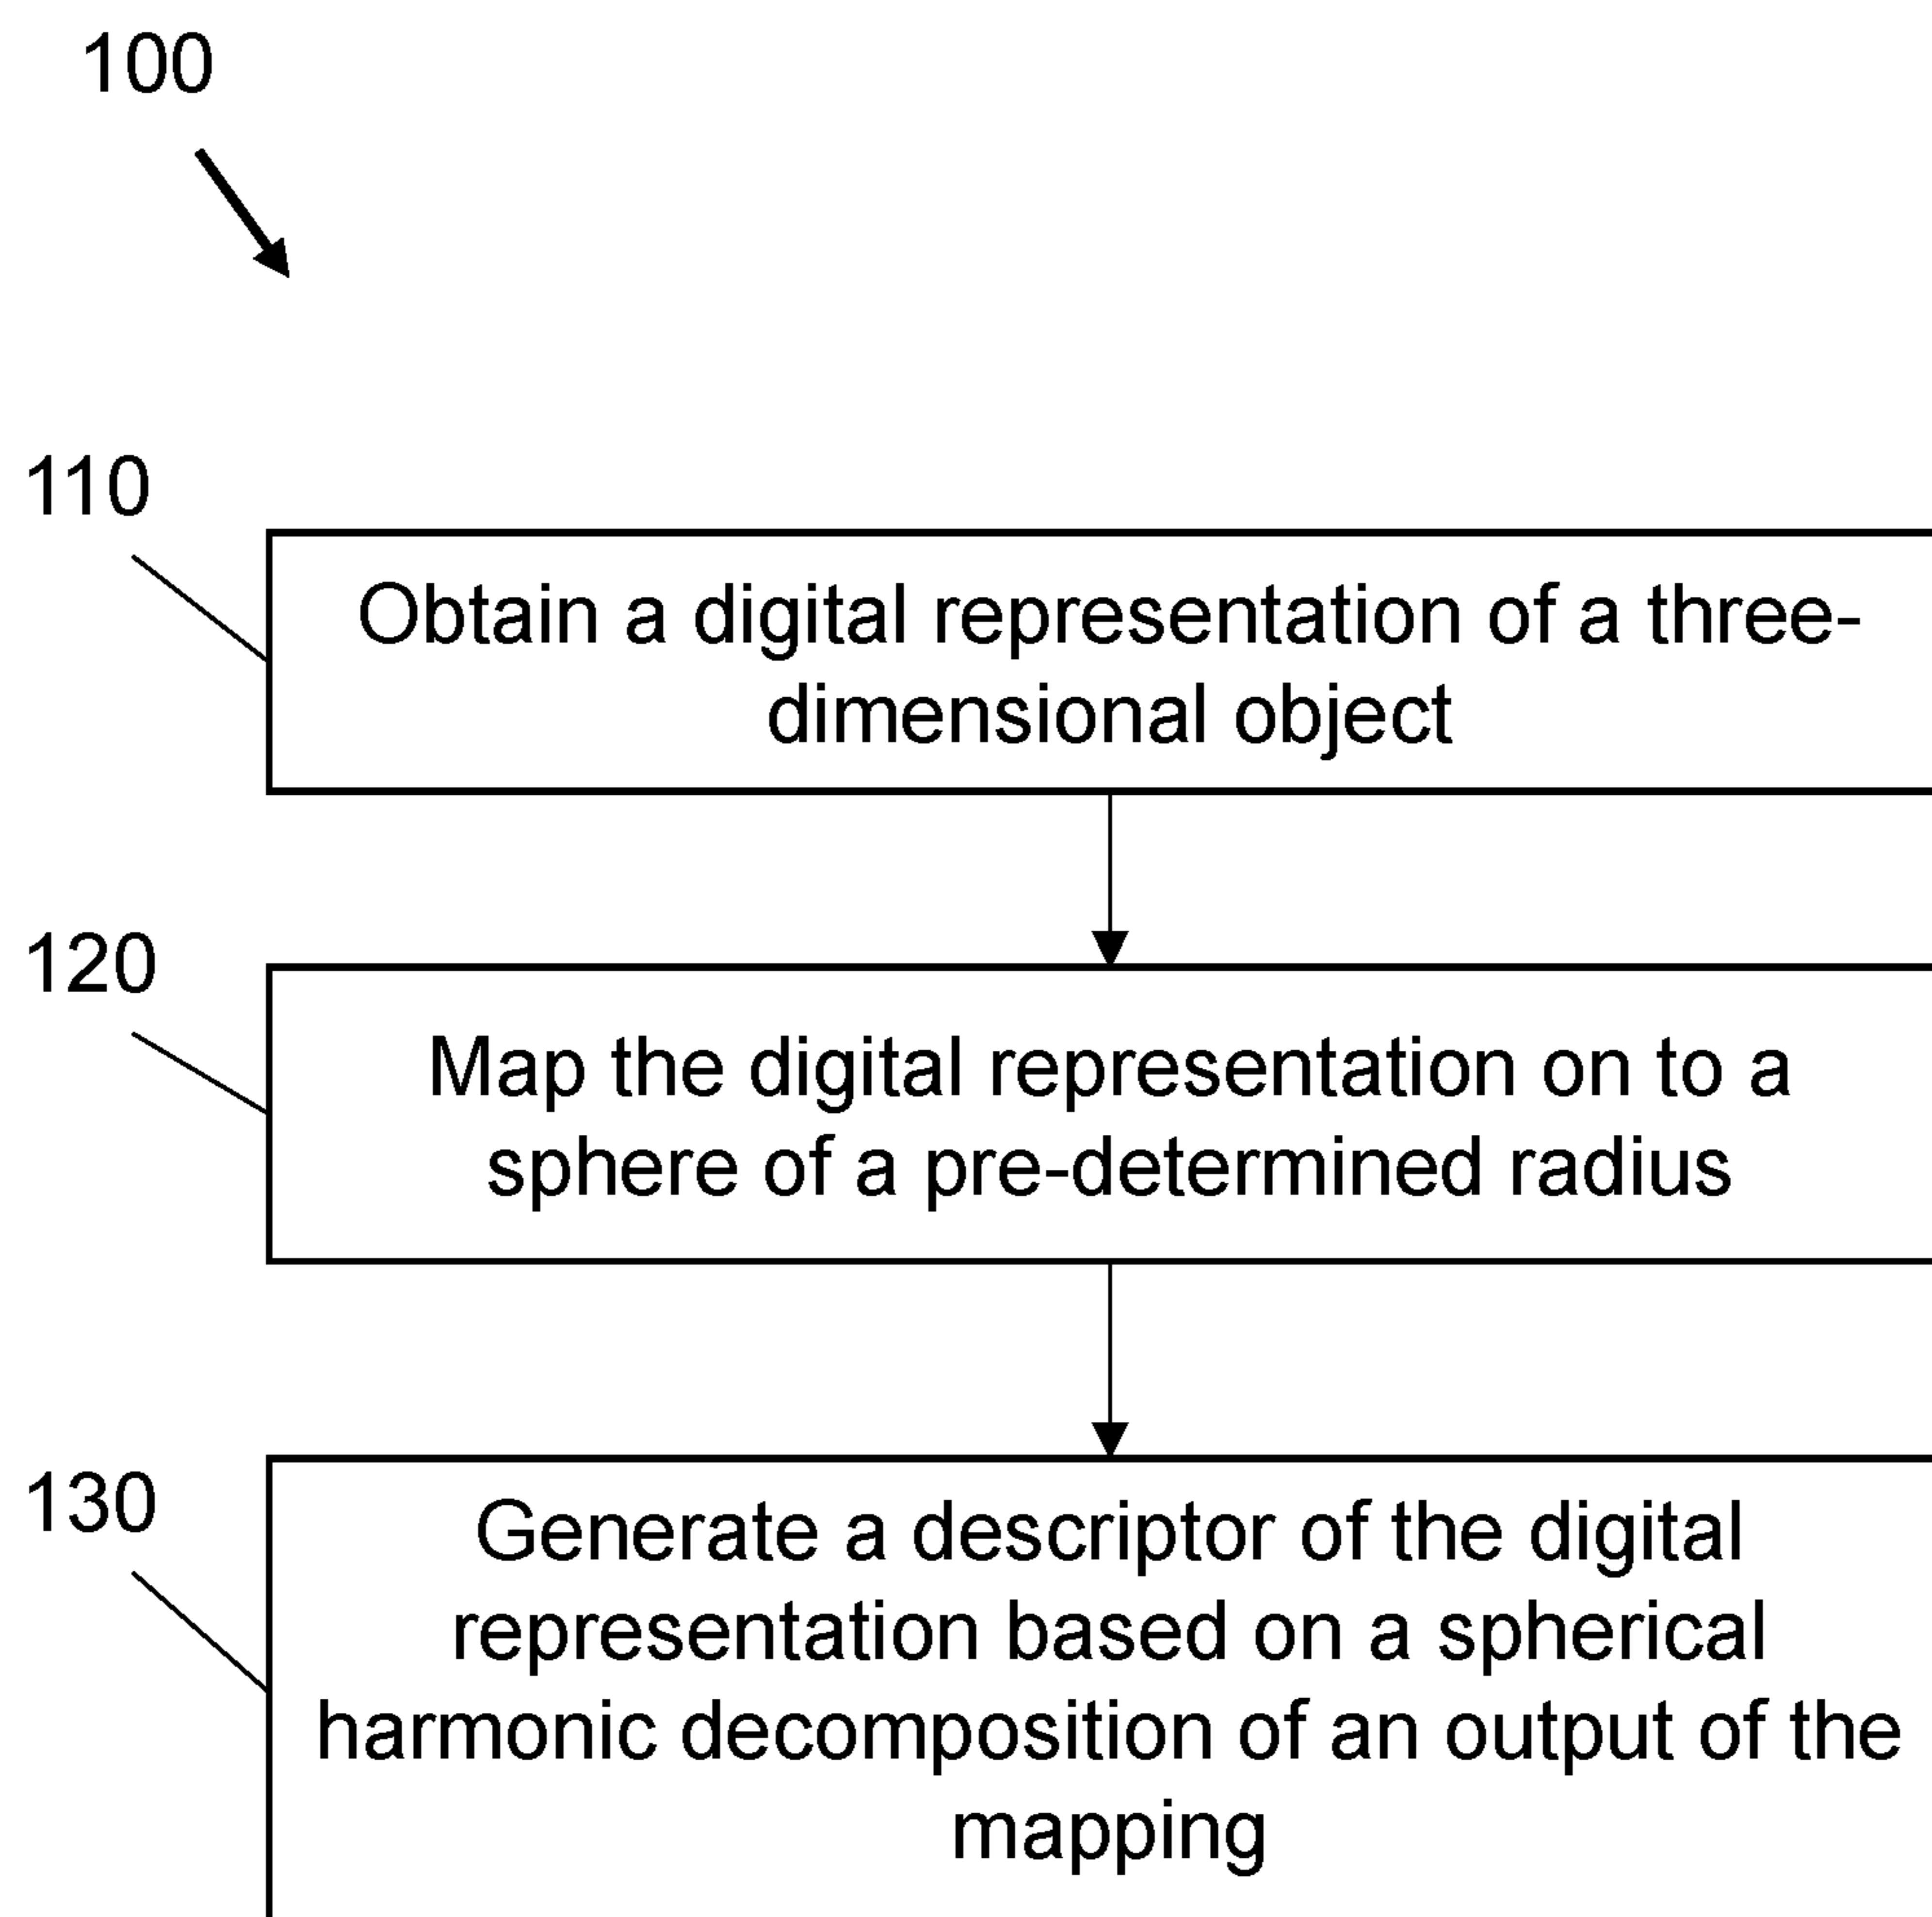 100
110
Obtain a digital representation of a three-
dimensional object
120
Map the digital representation on to a
sphere of a pre-determined radius
130
Generate a descriptor of the digital
representation based on a spherical
harmonic decomposition of an output of the
mapping